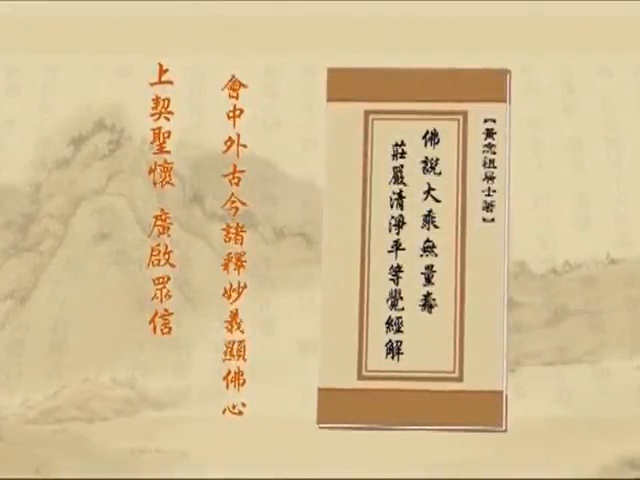 【黃念祖居士著】
佛說大乘無量壽
莊嚴清淨平等覺經解
會中外古今諸釋妙義顯佛心
上契聖懷 廣啟眾信